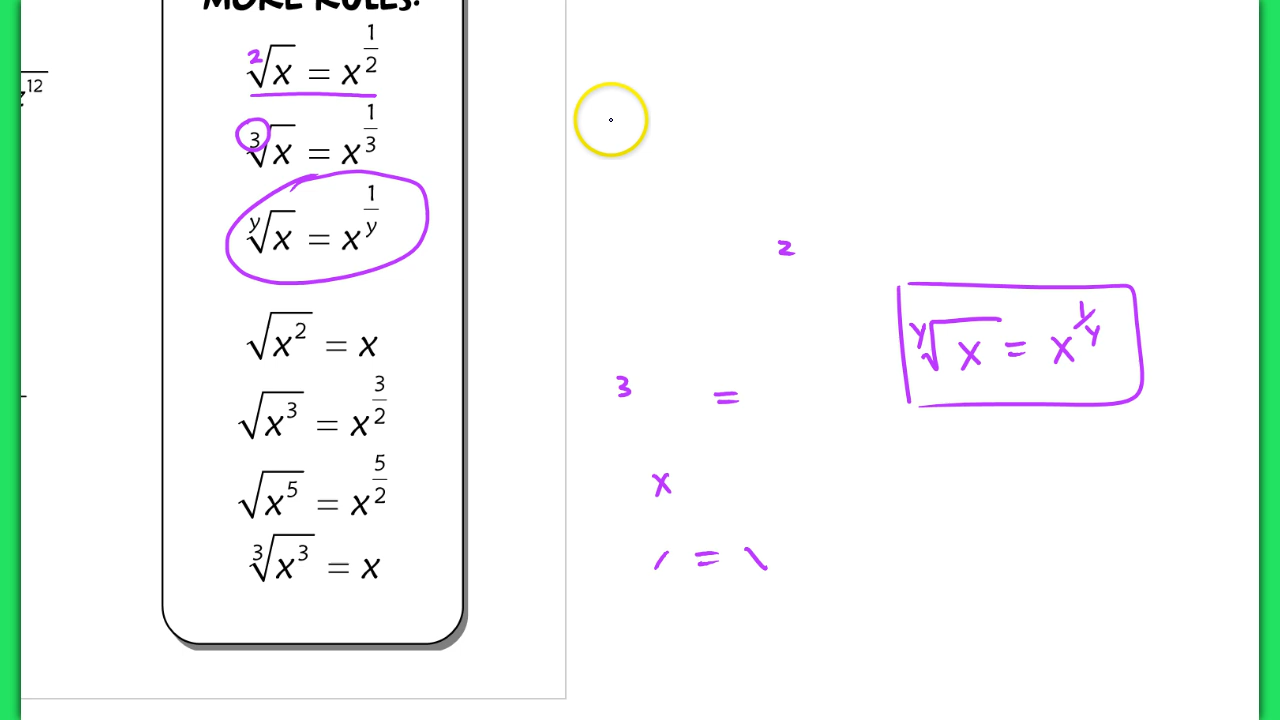 MORE RULES:
²√x = x^(1/2)
³√x = x^(1/3)
ʸ√x = x^(1/y)
√x² = x
√x³ = x^(3/2)
√x⁵ = x^(5/2)
³√x³ = x
12
2
ʸ√x = x^(1/y)
3 =
x
=